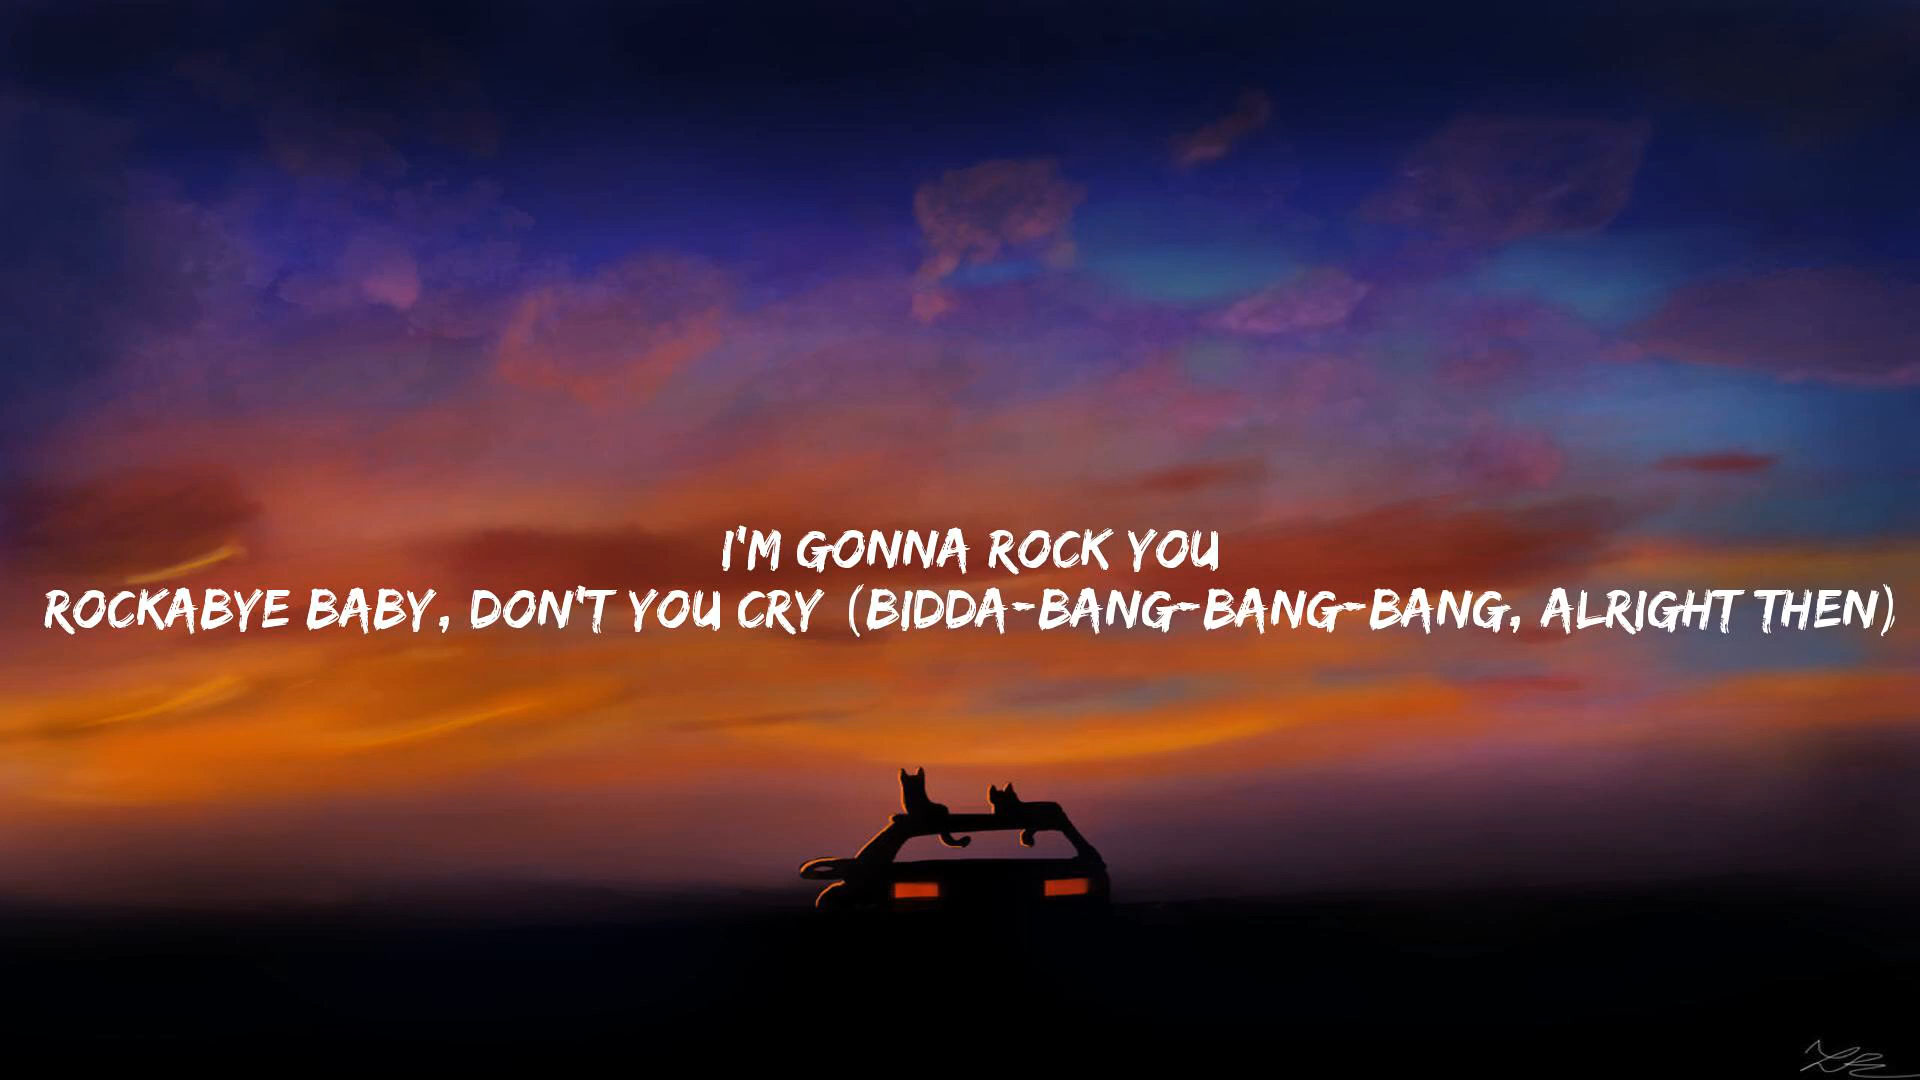 I'M GONNA ROCK YOU
ROCKABYE BABY, DON'T YOU CRY (BIDDA-BANG-BANG-BANG, ALRIGHT THEN)